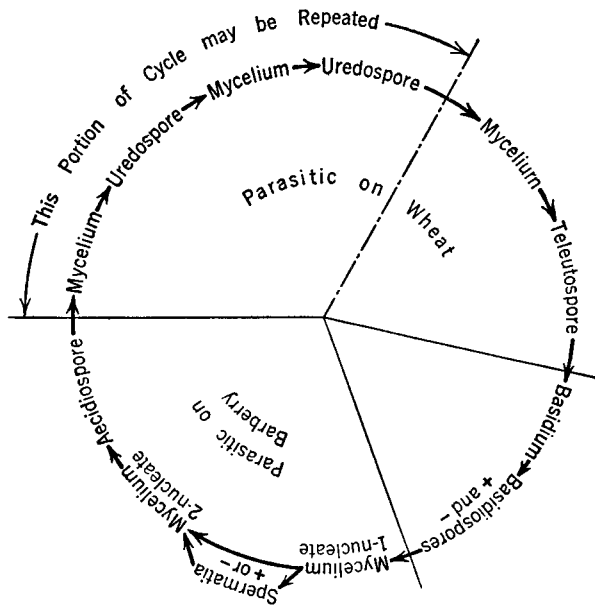 This Portion of Cycle may be Repeated
Mycelium
Uredospore
Mycelium
Uredospore
Mycelium
Teleutospore
Basidium
Basidiospores
+ and -
Mycelium
1-nucleate
Spermatia
+ or -
Mycelium
2-nucleate
Aecidiospore
Parasitic on
Wheat
Parasitic on
Barberry